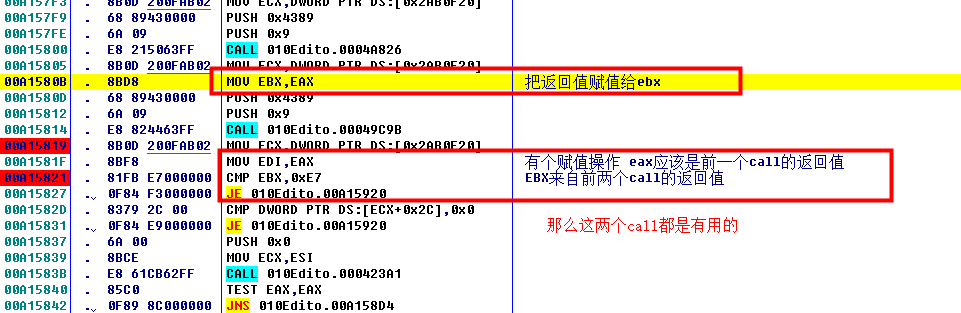 00A157F3 . 8B0D 200FAB02 MOV ECX,DWORD PTR DS:[0x2AB0F20]
00A157F9 . 68 89430000 PUSH 0x4389
00A157FE . 6A 09 PUSH 0x9
00A15800 . E8 215063FF CALL 010Edito.0004A826
00A15805 . 8B0D 200FAB02 MOV ECX,DWORD PTR DS:[0x2AB0F20]
00A1580B . 8BD8 MOV EBX,EAX 把返回值赋值给ebx
00A1580D . 68 89430000 PUSH 0x4389
00A15812 . 6A 09 PUSH 0x9
00A15814 . E8 824463FF CALL 010Edito.00049C9B
00A15819 . 8B0D 200FAB02 MOV ECX,DWORD PTR DS:[0x2AB0F20]
00A1581F . 8BF8 MOV EDI,EAX 有个赋值操作 eax应该是前一个call的返回值
00A15821 . 81FB E7000000 CMP EBX,0xE7 EBX来自前两个call的返回值
00A15827 .⌄ 0F84 F3000000 JE 010Edito.00A15920
00A1582D . 8379 2C 00 CMP DWORD PTR DS:[ECX+0x2C],0x0
00A15831 .⌄ 0F84 E9000000 JE 010Edito.00A15920 那么这两个call都是有用的
00A15837 . 6A 00 PUSH 0x0
00A15839 . 8BCE MOV ECX,ESI
00A1583B . E8 61CB62FF CALL 010Edito.000423A1
00A15840 . 85C0 TEST EAX,EAX
00A15842 .⌄ 0F89 8C000000 JNS 010Edito.00A158D4